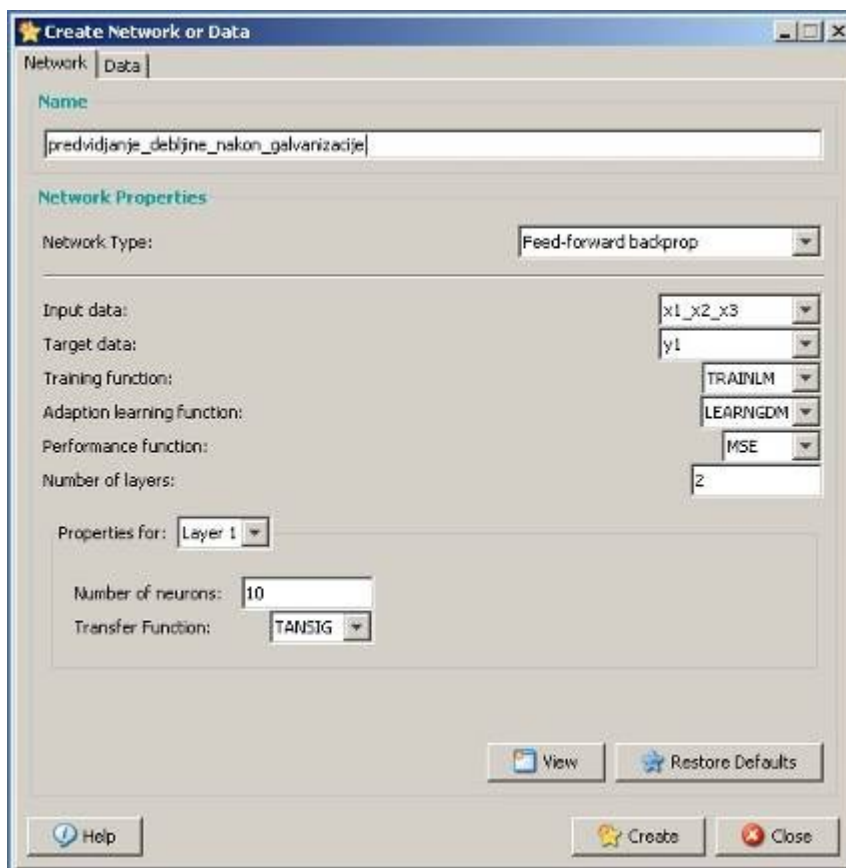 Create Network or Data
Network Data
Name
predvidjanje_debljine_nakon_galvanizacije
Network Properties
Network Type: Feed-forward backprop
Input data: x1_x2_x3
Target data: y1
Training function: TRAINLM
Adaption learning function: LEARNGDM
Performance function: MSE
Number of layers: 2
Properties for: Layer 1
Number of neurons: 10
Transfer Function: TANSIG
View Restore Defaults
Help Create Close